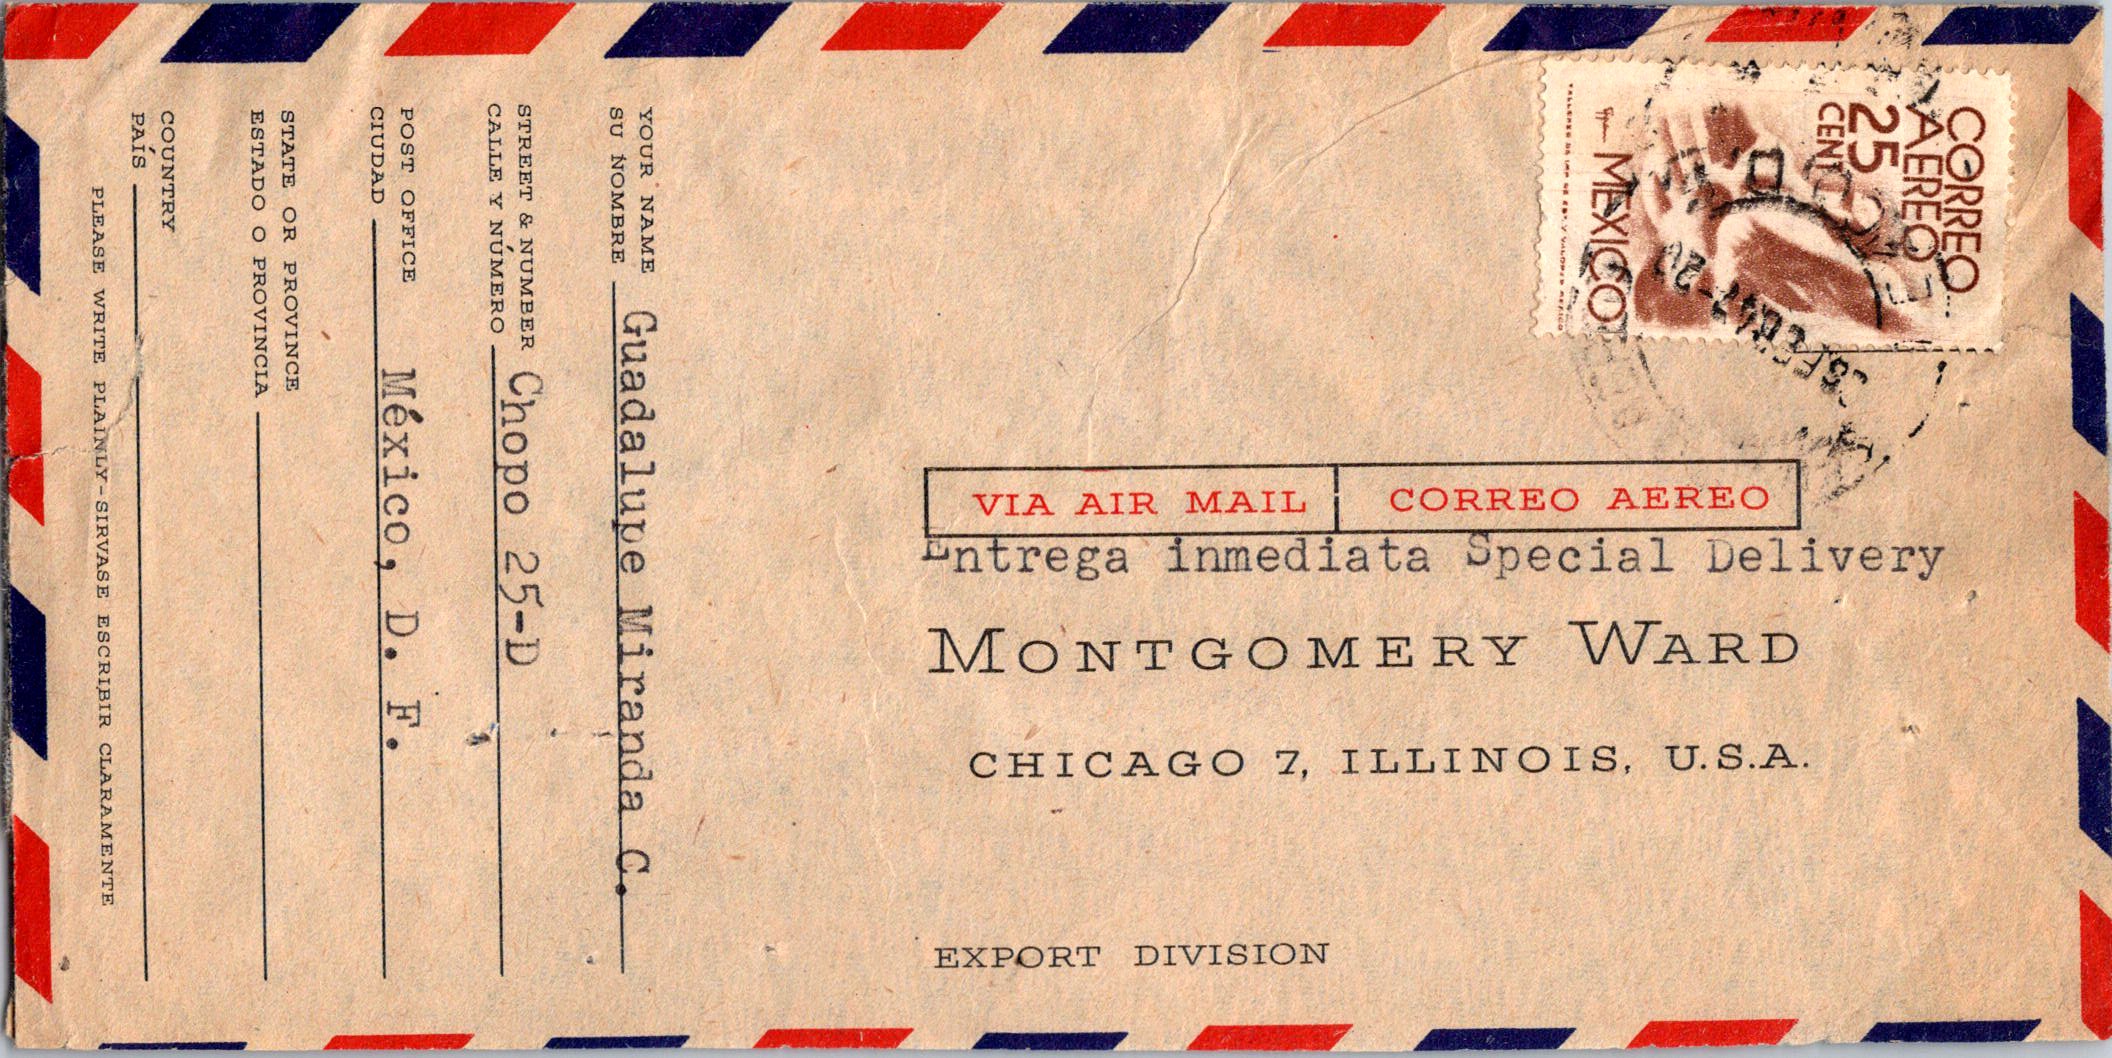 YOUR NAME
SU NOMBRE Guadalupe Miranda C.
STREET & NUMBER
CALLE Y NÚMERO Chopo 25-D
POST OFFICE
CIUDAD México, D. F.
STATE OR PROVINCE
ESTADO O PROVINCIA
COUNTRY
PAÍS
PLEASE WRITE PLAINLY-SIRVASE ESCRIBIR CLARAMENTE
CORREO
AEREO
25
CENT
MEXICO
VIA AIR MAIL CORREO AEREO
Entrega inmediata Special Delivery
MONTGOMERY WARD
CHICAGO 7, ILLINOIS, U.S.A.
EXPORT DIVISION